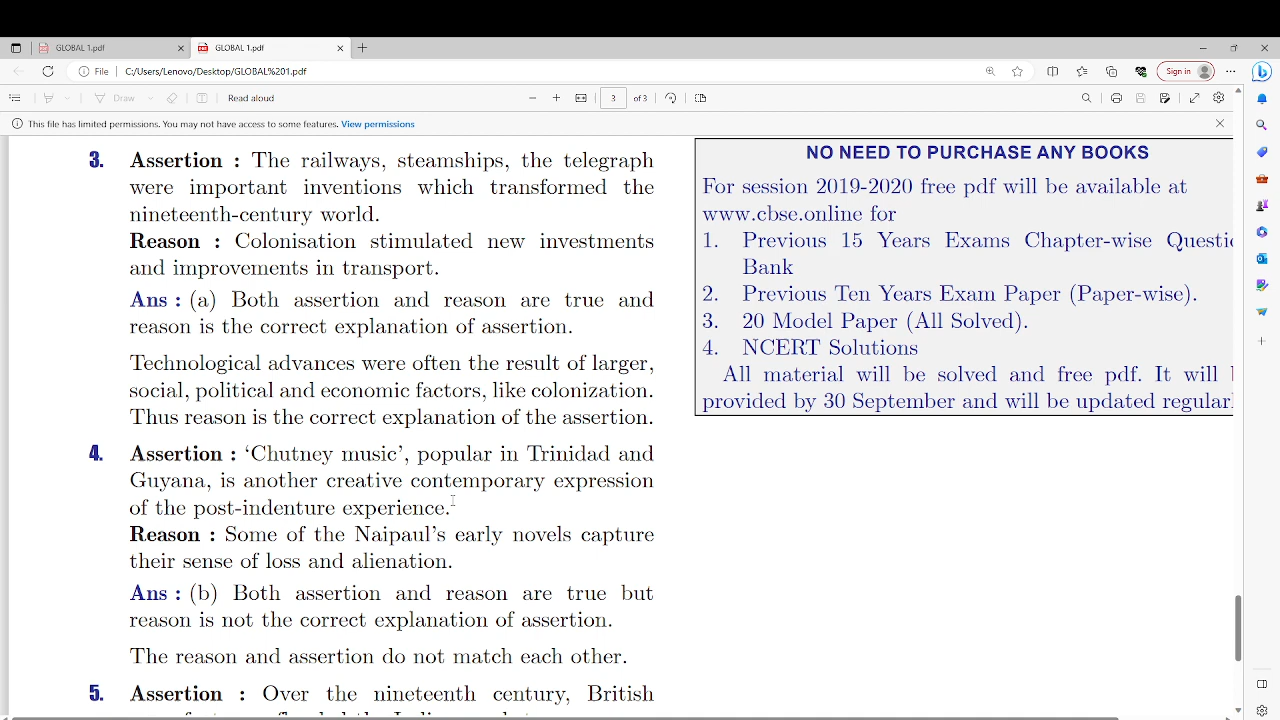 GLOBAL 1.pdf
GLOBAL 1.pdf
File
C:/Users/Lenovo/Desktop/GLOBAL%201.pdf
Sign in
Draw
Read aloud
3
of 3
This file has limited permissions. You may not have access to some features. View permissions
3. Assertion : The railways, steamships, the telegraph
were important inventions which transformed the
nineteenth-century world.
Reason : Colonisation stimulated new investments
and improvements in transport.
Ans : (a) Both assertion and reason are true and
reason is the correct explanation of assertion.
Technological advances were often the result of larger,
social, political and economic factors, like colonization.
Thus reason is the correct explanation of the assertion.
4. Assertion : ‘Chutney music’, popular in Trinidad and
Guyana, is another creative contemporary expression
of the post-indenture experience.
Reason : Some of the Naipaul’s early novels capture
their sense of loss and alienation.
Ans : (b) Both assertion and reason are true but
reason is not the correct explanation of assertion.
The reason and assertion do not match each other.
5. Assertion : Over the nineteenth century, British
NO NEED TO PURCHASE ANY BOOKS
For session 2019-2020 free pdf will be available at
www.cbse.online for
1. Previous 15 Years Exams Chapter-wise Questi
Bank
2. Previous Ten Years Exam Paper (Paper-wise).
3. 20 Model Paper (All Solved).
4. NCERT Solutions
All material will be solved and free pdf. It will
provided by 30 September and will be updated regular